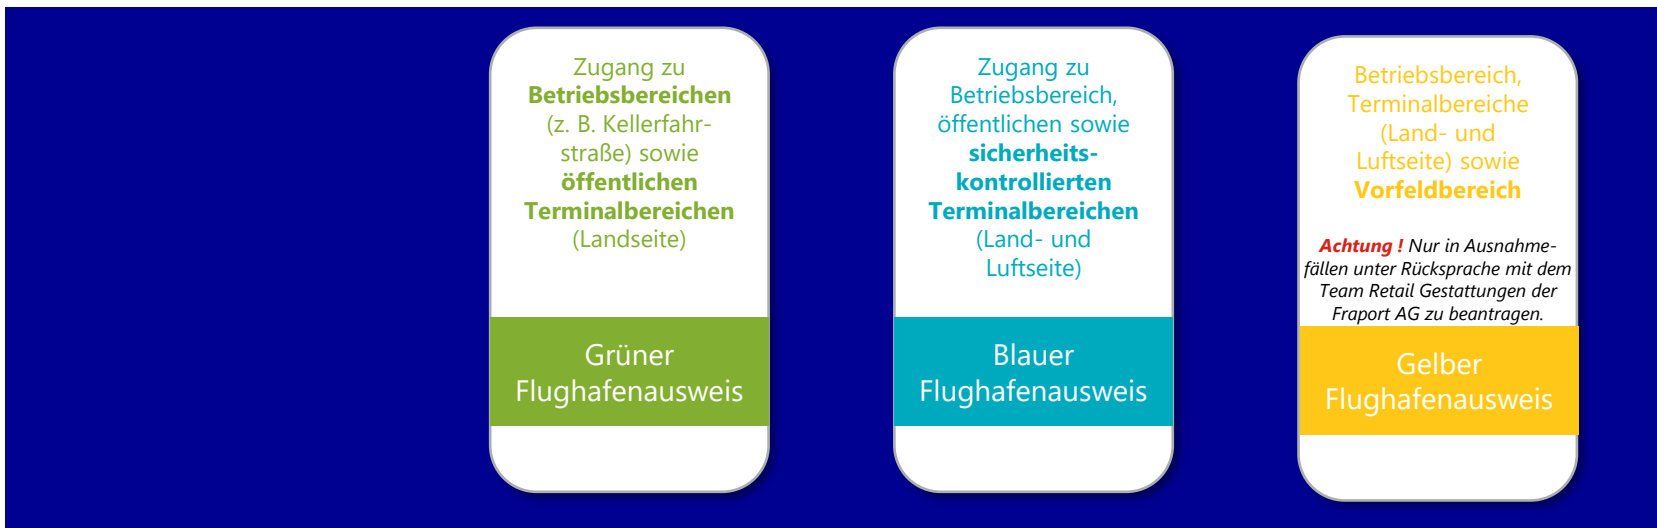 Zugang zu
Betriebsbereichen
(z. B. Kellerfahr-
straße) sowie
öffentlichen
Terminalbereichen
(Landseite)
Grüner
Flughafenausweis
Zugang zu
Betriebsbereich,
öffentlichen sowie
sicherheits-
kontrollierten
Terminalbereichen
(Land- und
Luftseite)
Blauer
Flughafenausweis
Betriebsbereich,
Terminalbereiche
(Land- und
Luftseite) sowie
Vorfeldbereich
Achtung ! Nur in Ausnahme-
fällen unter Rücksprache mit dem
Team Retail Gestattungen der
Fraport AG zu beantragen.
Gelber
Flughafenausweis